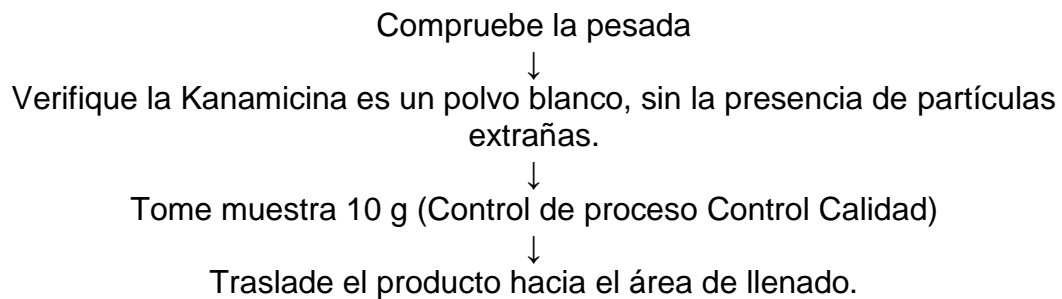 Compruebe la pesada
↓
Verifique la Kanamicina es un polvo blanco, sin la presencia de partículas
extrañas.
↓
Tome muestra 10 g (Control de proceso Control Calidad)
↓
Traslade el producto hacia el área de llenado.